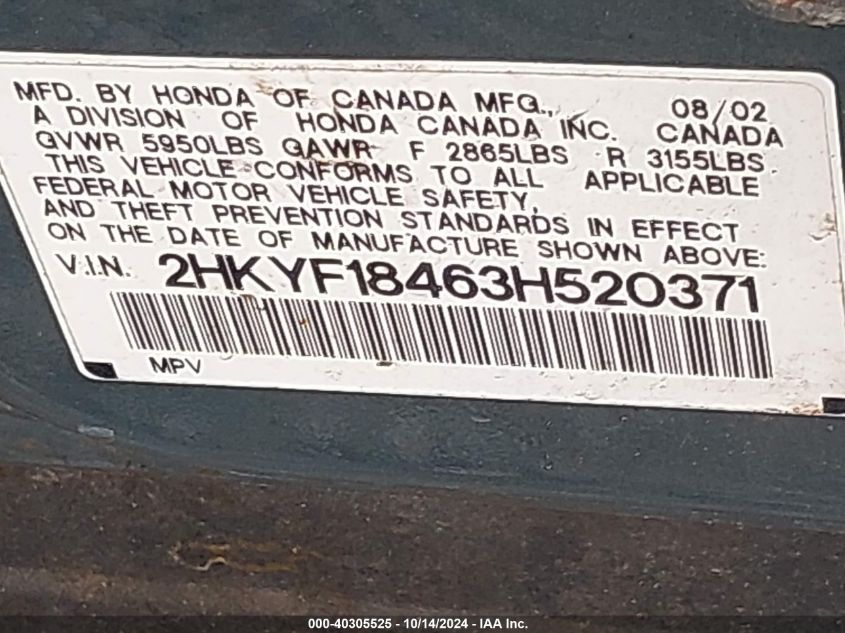 MFD. BY HONDA OF CANADA MFG., 08/02
A DIVISION OF HONDA CANADA INC. CANADA
GVWR 5950LBS GAWR F 2865LBS R 3155LBS
THIS VEHICLE CONFORMS TO ALL APPLICABLE
FEDERAL MOTOR VEHICLE SAFETY,
AND THEFT PREVENTION STANDARDS IN EFFECT
ON THE DATE OF MANUFACTURE SHOWN ABOVE:
V.I.N. 2HKYF18463H520371
MPV
000-40305525 - 10/14/2024 - IAA Inc.